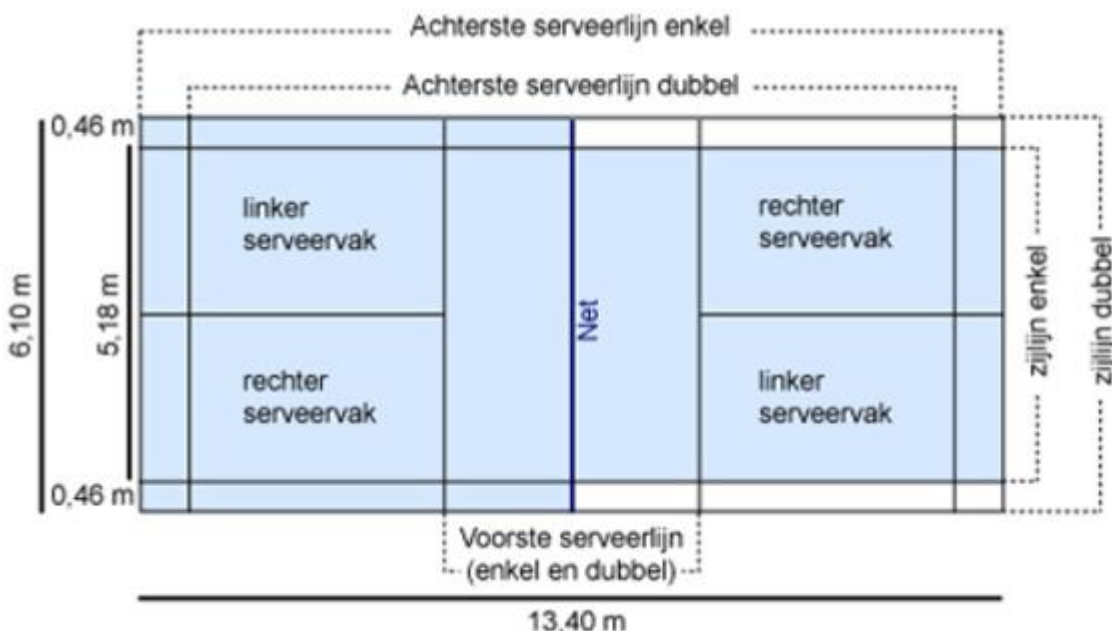 Achterste serveerlijn enkel
Achterste serveerlijn dubbel
0,46 m
linker
serveervak
rechter
serveervak
6,10 m
5,18 m
Net
zijlijn enkel
zijlijn dubbel
rechter
serveervak
linker
serveervak
0,46 m
Voorste serveerlijn
(enkel en dubbel)
13,40 m